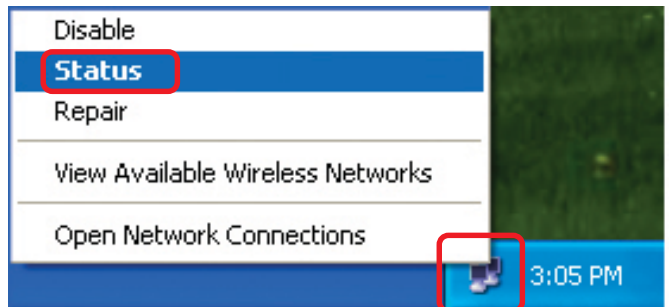 Disable
Status
Repair
View Available Wireless Networks
Open Network Connections
3:05 PM